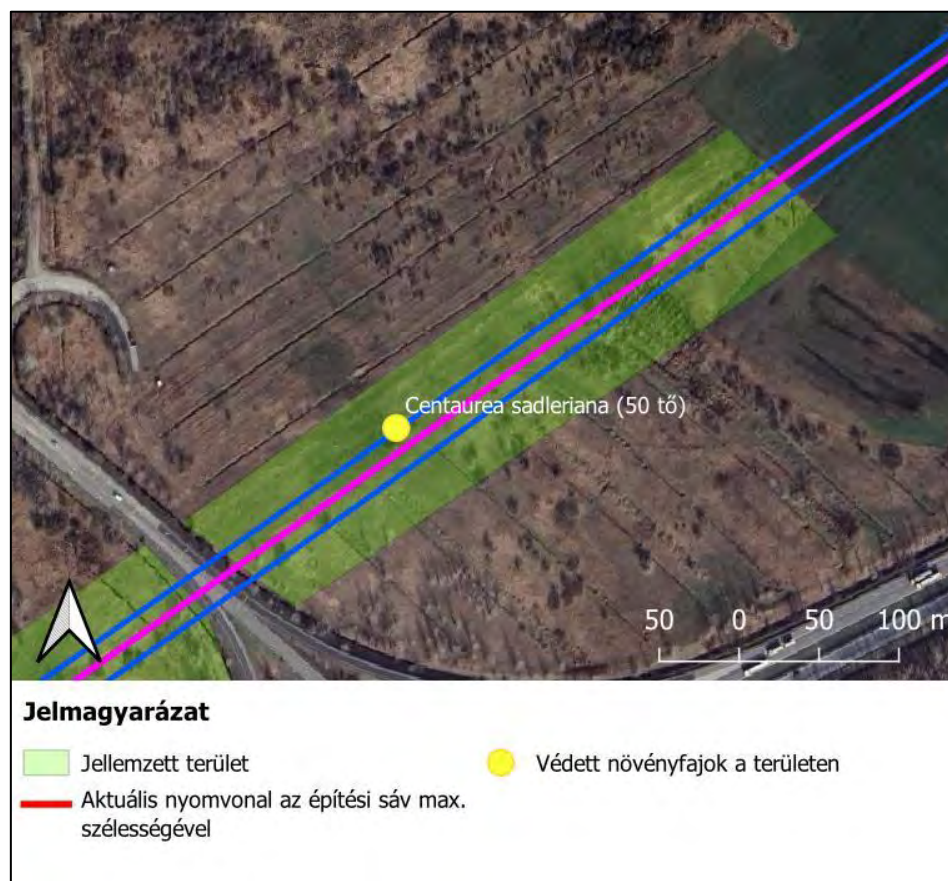 Centaurea sadleriana (50 tő)
50 0 50 100 m
Jelmagyarázat
Jellemzett terület
Védett növényfajok a területen
Aktuális nyomvonal az építési sáv max.
szélességével